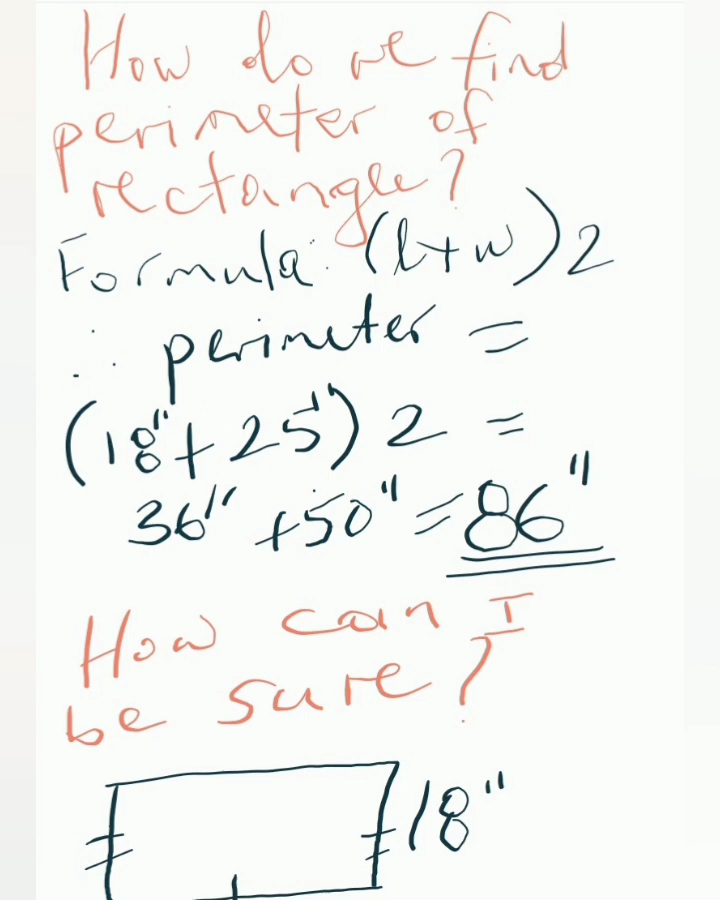 How do we find
perimeter of
rectangle?
Formula: (l+w)2
∴ perimeter =
(18"+25")2 =
36" +50" = 86"
How can I
be sure?
18"